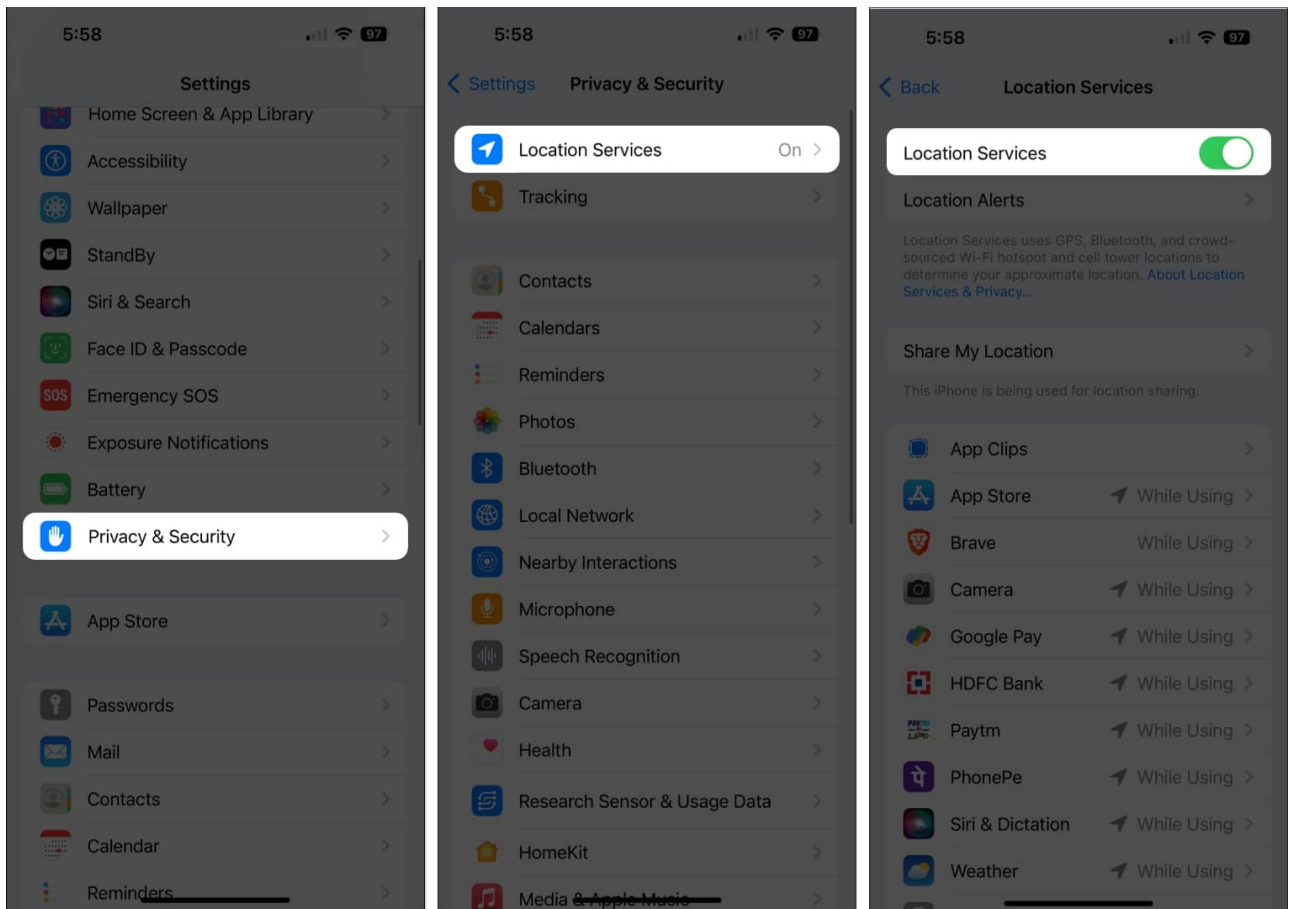 5:58
97
Settings
Home Screen & App Library
Accessibility
Wallpaper
StandBy
Siri & Search
Face ID & Passcode
SOS
Emergency SOS
Exposure Notifications
Battery
Privacy & Security
App Store
Passwords
Mail
Contacts
Calendar
Reminders
5:58
97
Settings
Privacy & Security
Location Services On
Tracking
Contacts
Calendars
Reminders
Photos
Bluetooth
Local Network
Nearby Interactions
Microphone
Speech Recognition
Camera
Health
Research Sensor & Usage Data
HomeKit
Media & Apple Music
5:58
97
Back
Location Services
Location Services
Location Alerts
Location Services uses GPS, Bluetooth, and crowd-
sourced Wi-Fi hotspot and cell tower locations to
determine your approximate location. About Location
Services & Privacy...
Share My Location
This iPhone is being used for location sharing.
App Clips
App Store While Using
Brave While Using
Camera While Using
Google Pay While Using
HDFC Bank While Using
Paytm While Using
पे
PhonePe While Using
Siri & Dictation While Using
Weather While Using